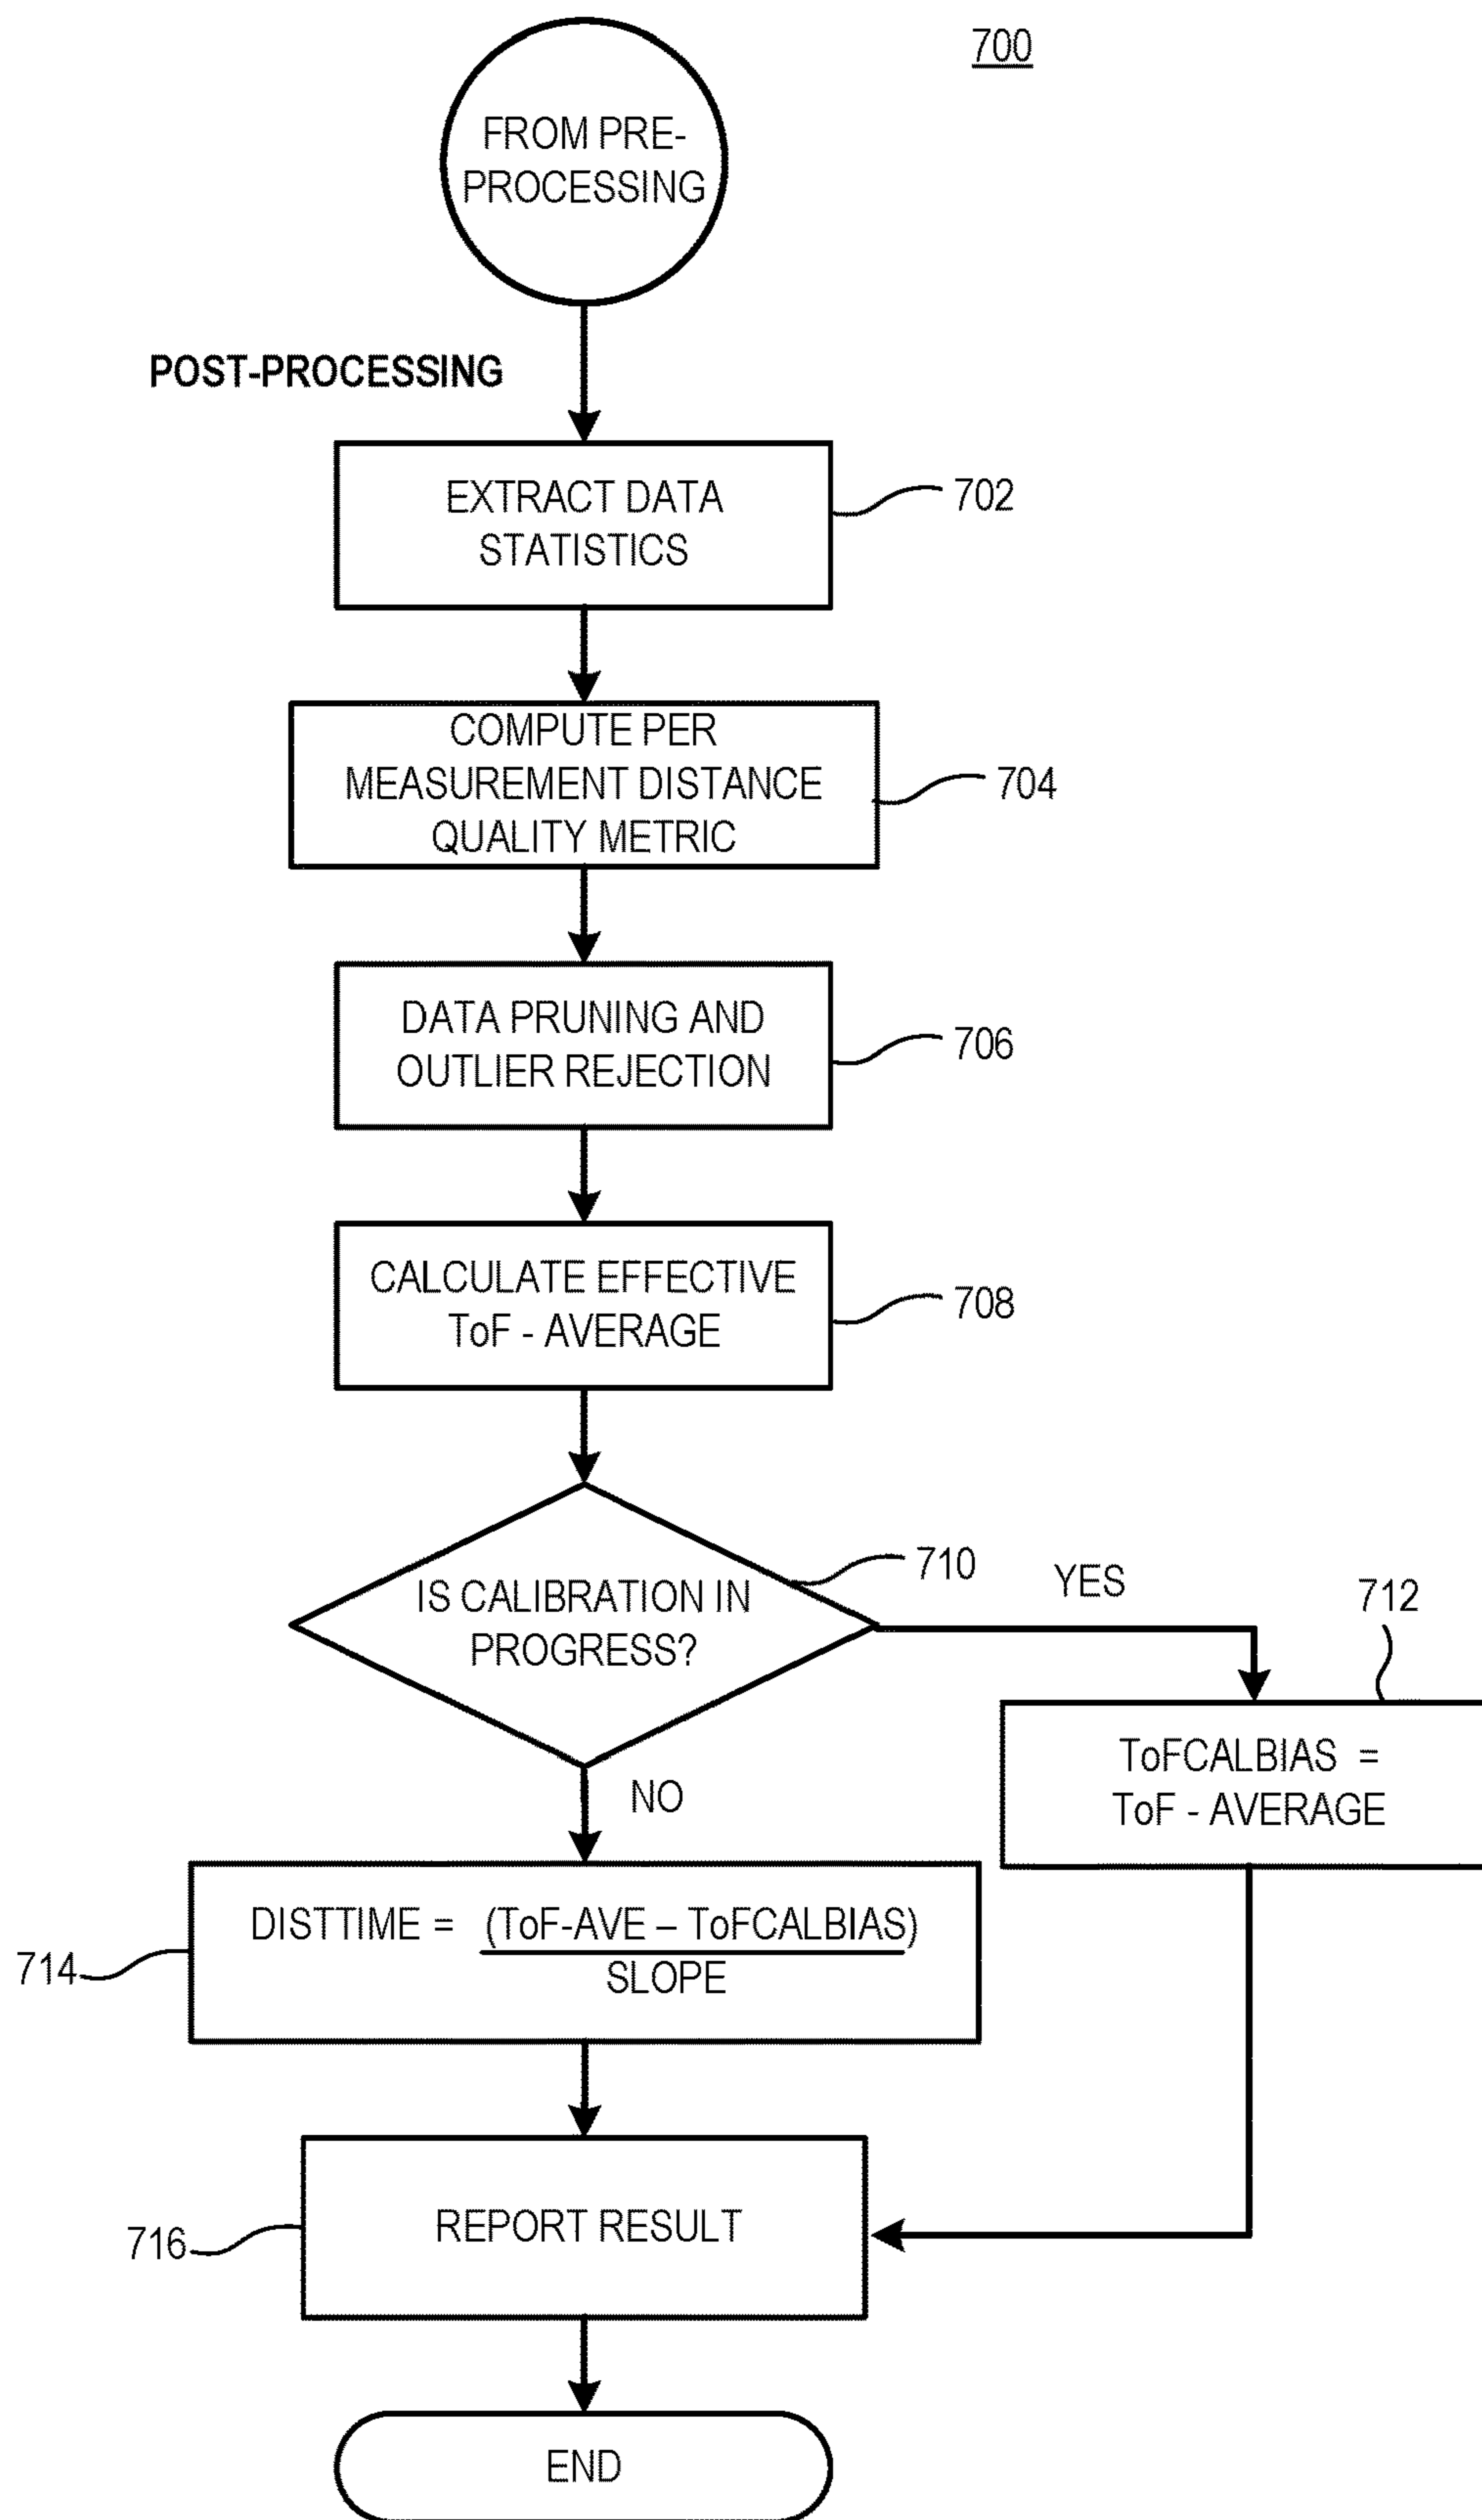 700
FROM PRE-
PROCESSING
POST-PROCESSING
EXTRACT DATA
STATISTICS
702
COMPUTE PER
MEASUREMENT DISTANCE
QUALITY METRIC
704
DATA PRUNING AND
OUTLIER REJECTION
706
CALCULATE EFFECTIVE
ToF - AVERAGE
708
IS CALIBRATION IN
PROGRESS?
710
YES
712
ToFCALBIAS =
ToF - AVERAGE
NO
DISTTIME = (ToF-AVE – ToFCALBIAS)
SLOPE
714
REPORT RESULT
716
END